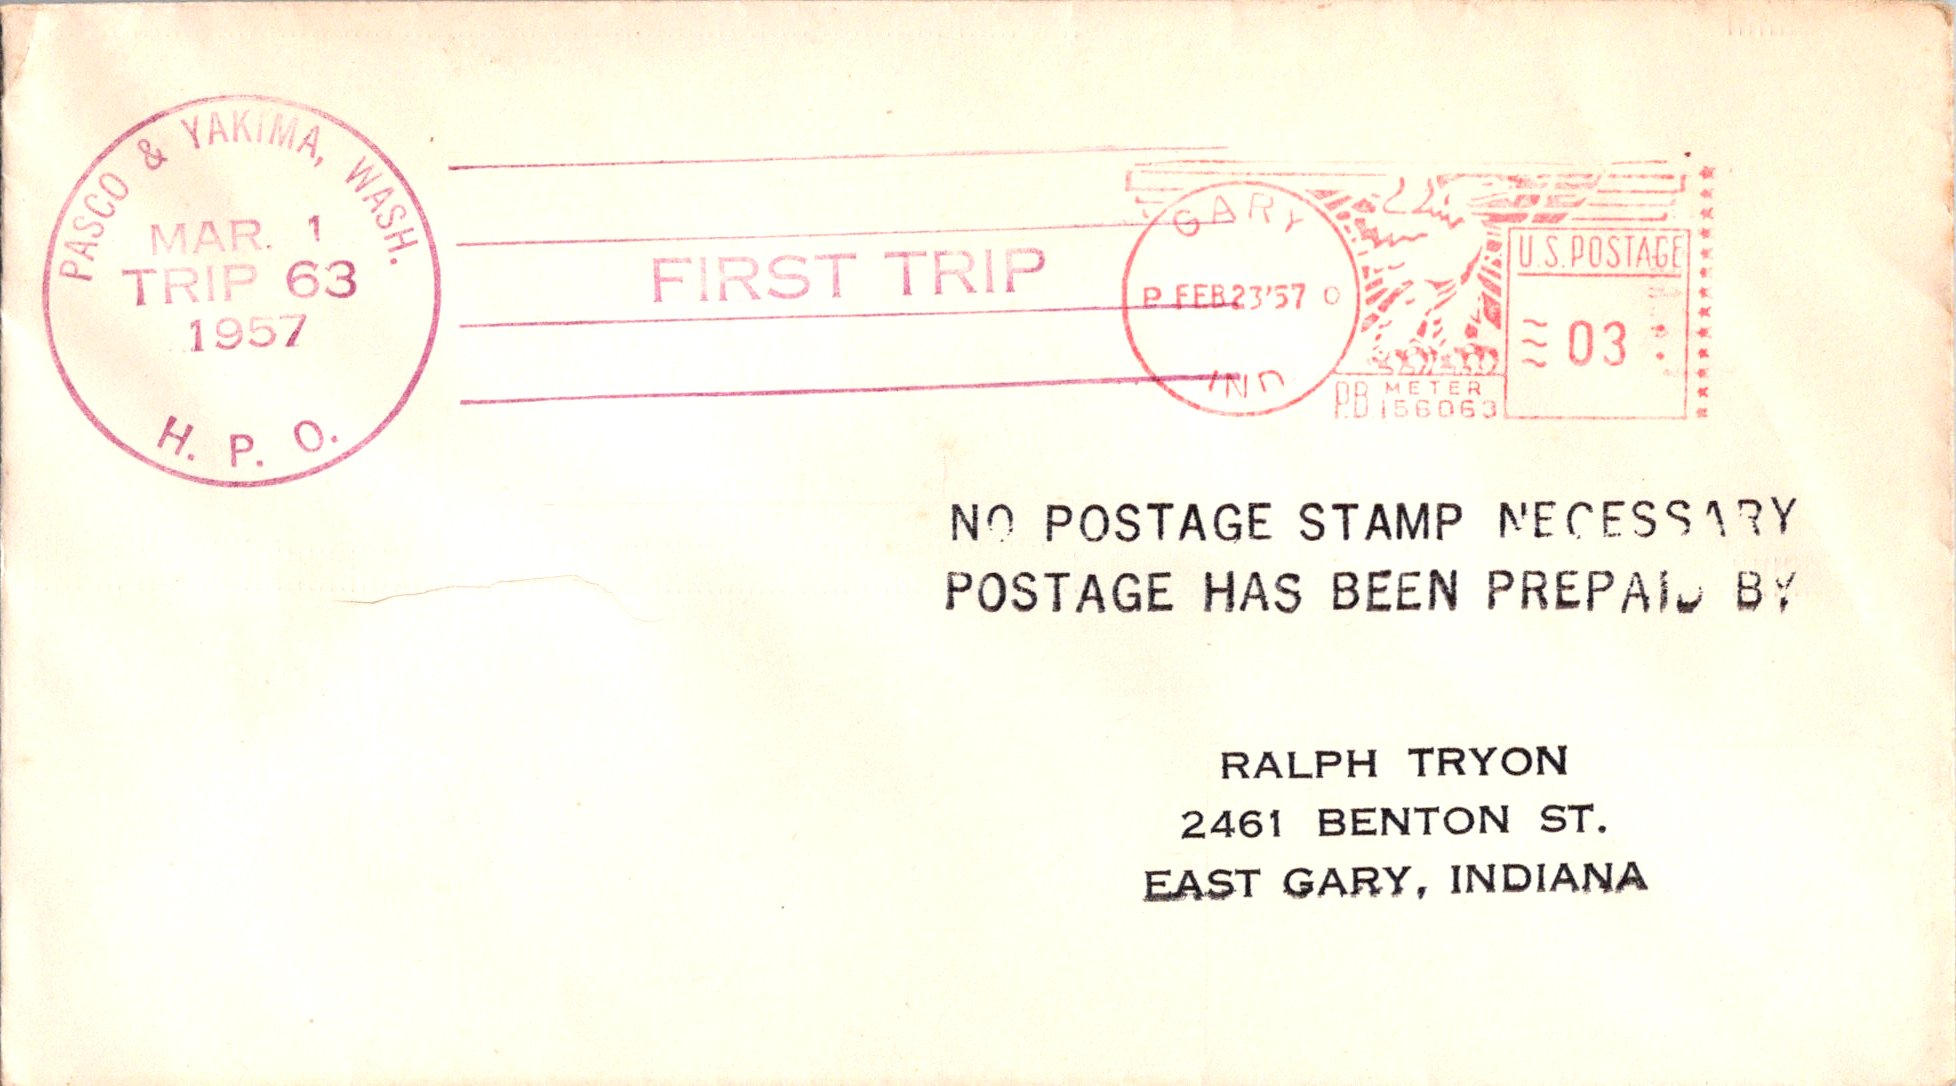 PASCO & YAKIMA, WASH.
MAR. 1
TRIP 63
1957
H. P. O.
FIRST TRIP
GARY
P FEB 23 '57 O
IND
P.B. METER
156063
U.S. POSTAGE
03
NO POSTAGE STAMP NECESSARY
POSTAGE HAS BEEN PREPAID BY
RALPH TRYON
2461 BENTON ST.
EAST GARY, INDIANA